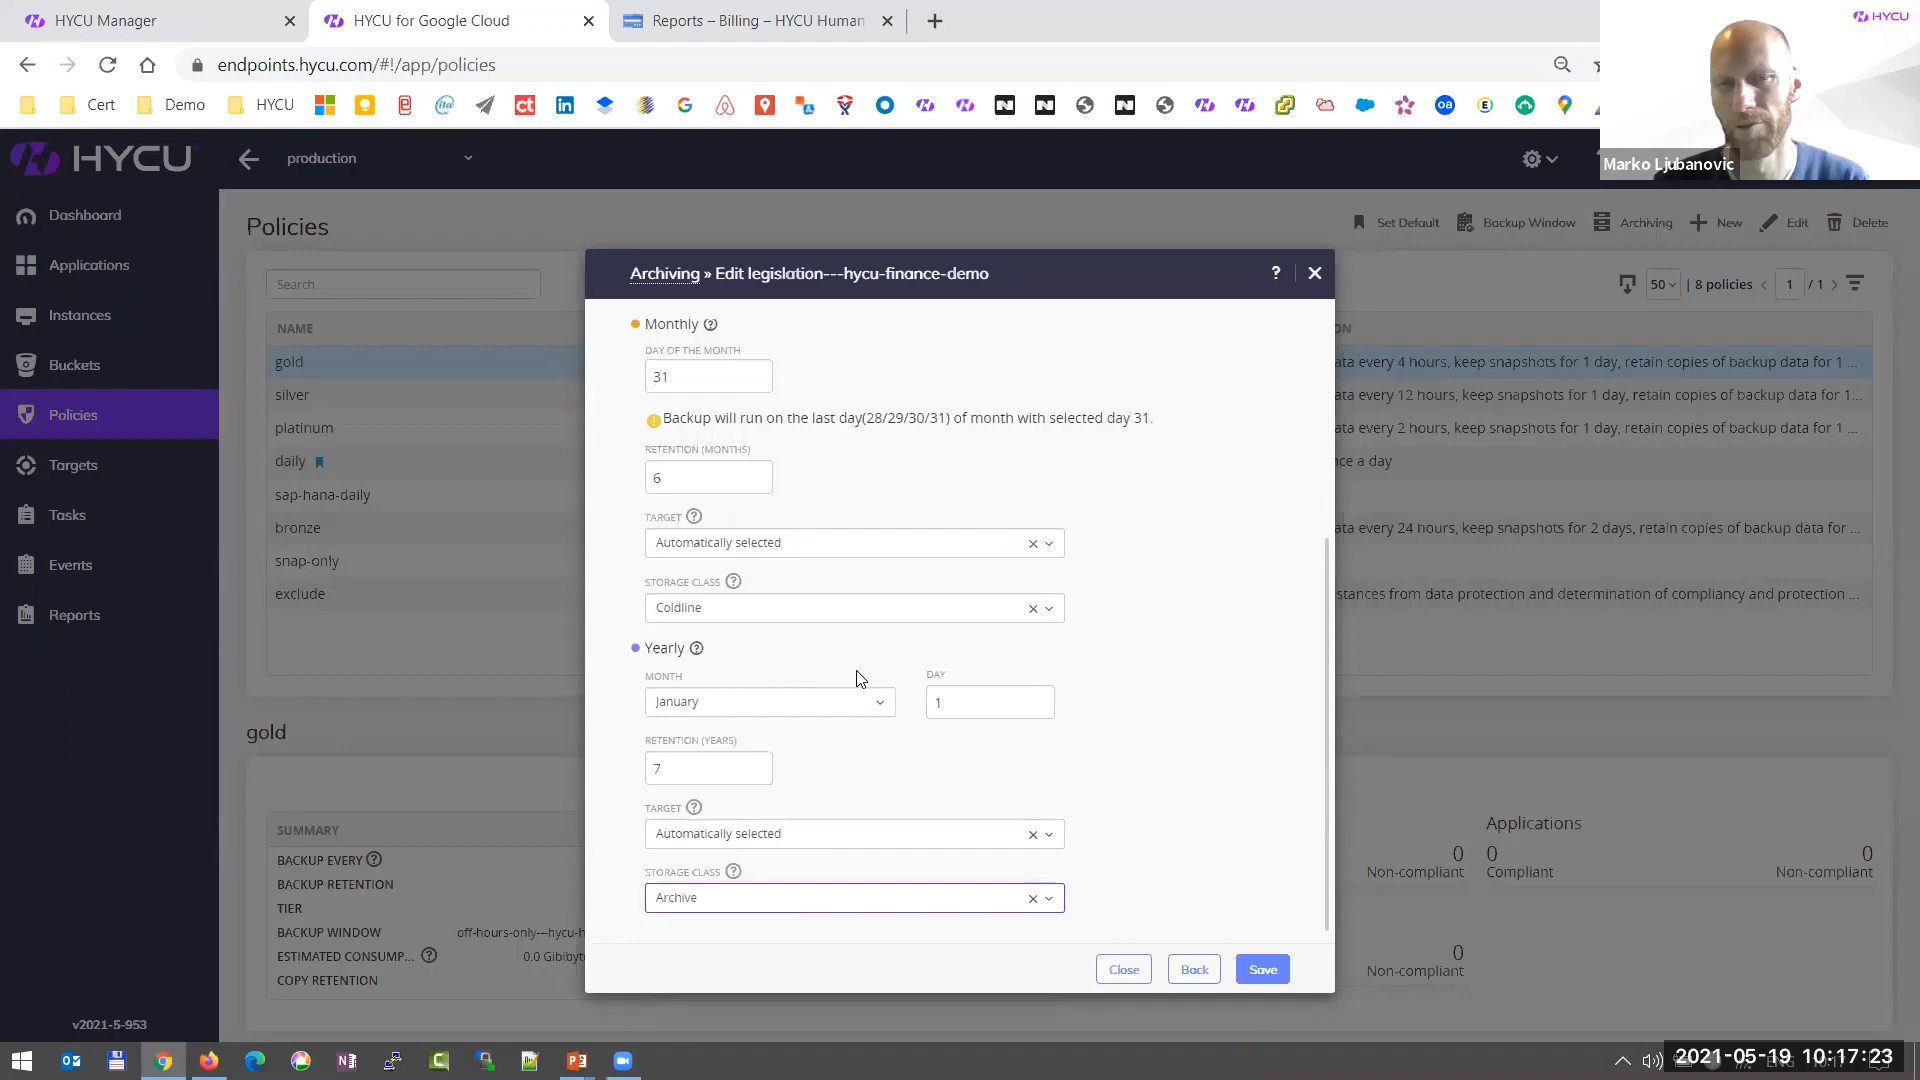 HYCU Manager
HYCU for Google Cloud
Reports – Billing – HYCU Human
HYCU
endpoints.hycu.com/#!/app/policies
Cert
Demo
HYCU
Marko Ljubanovic
HYCU
production
Dashboard
Applications
Instances
Buckets
Policies
Targets
Tasks
Events
Reports
v2021-5-953
Policies
Set Default
Backup Window
Archiving
New
Edit
Delete
Search
50
| 8 policies
1
/ 1
NAME
ON
gold
ata every 4 hours, keep snapshots for 1 day, retain copies of backup data for 1 ...
silver
ata every 12 hours, keep snapshots for 1 day, retain copies of backup data for 1...
platinum
ata every 2 hours, keep snapshots for 1 day, retain copies of backup data for 1 ...
daily
nce a day
sap-hana-daily
bronze
ata every 24 hours, keep snapshots for 2 days, retain copies of backup data for ...
snap-only
exclude
stances from data protection and determination of compliancy and protection ...
Archiving » Edit legislation---hycu-finance-demo
?
Monthly ?
DAY OF THE MONTH
31
Backup will run on the last day(28/29/30/31) of month with selected day 31.
RETENTION (MONTHS)
6
TARGET ?
Automatically selected
STORAGE CLASS ?
Coldline
Yearly ?
MONTH
DAY
January
1
RETENTION (YEARS)
7
TARGET ?
Automatically selected
STORAGE CLASS ?
Archive
Close
Back
Save
gold
SUMMARY
BACKUP EVERY ?
BACKUP RETENTION
TIER
BACKUP WINDOW
off-hours-only---hycu-h
ESTIMATED CONSUMP... ?
0.0 Gibibyte
COPY RETENTION
Applications
0
Non-compliant
0
Compliant
0
Non-compliant
0
Non-compliant
2021-05-19 10:17:23